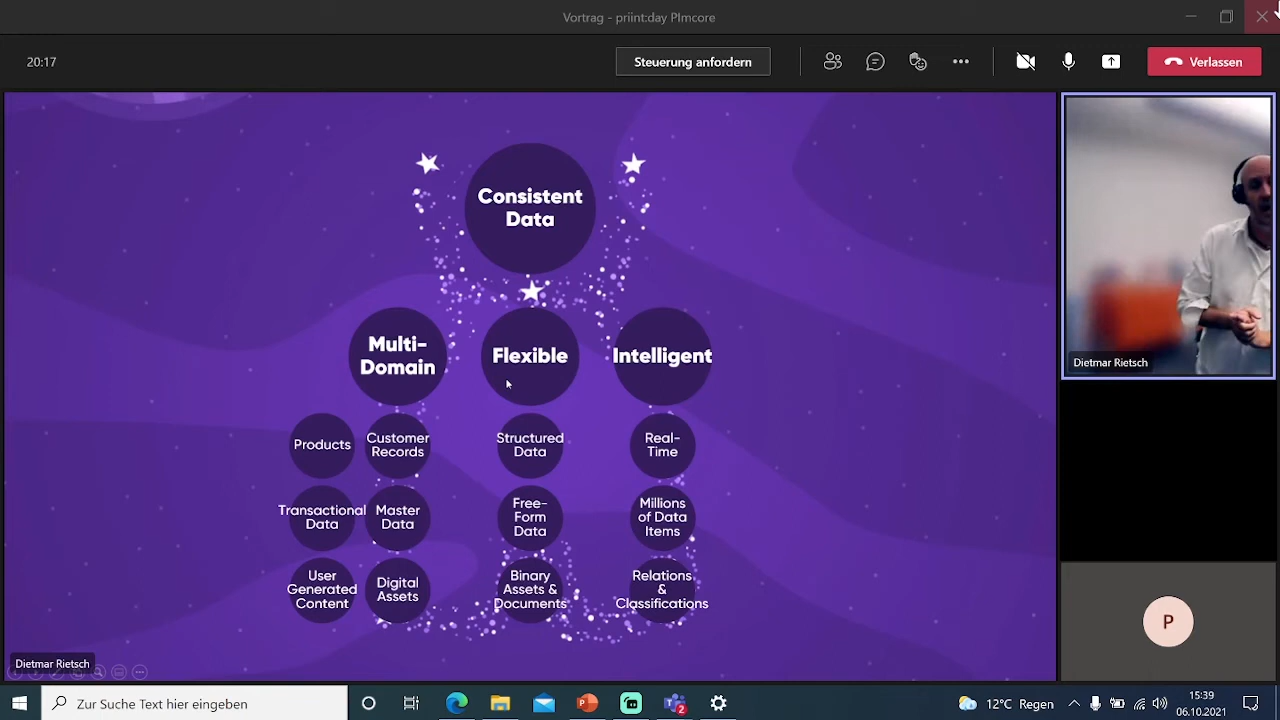 Vortrag - priint:day PImcore
20:17
Steuerung anfordern
Verlassen
Consistent
Data
Multi-
Domain
Flexible
Intelligent
Products
Customer
Records
Structured
Data
Real-
Time
Transactional
Data
Master
Data
Free-
Form
Data
Millions
of Data
Items
User
Generated
Content
Digital
Assets
Binary
Assets &
Documents
Relations
&
Classifications
Dietmar Rietsch
Dietmar Rietsch
P
Zur Suche Text hier eingeben
2
12°C Regen
15:39
06.10.2021